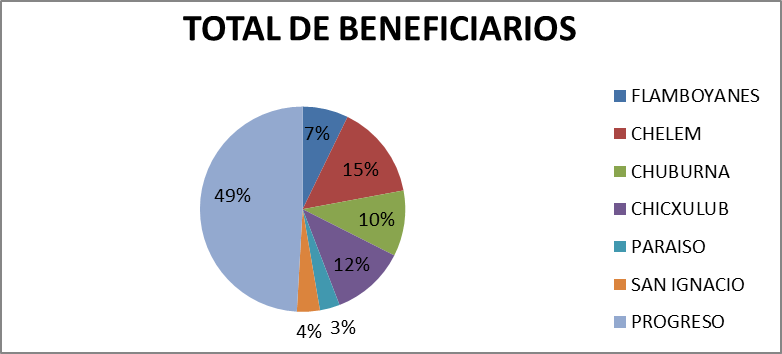 TOTAL DE BENEFICIARIOS
7%
15%
10%
12%
3%
4%
49%
FLAMBOYANES
CHELEM
CHUBURNA
CHICXULUB
PARAISO
SAN IGNACIO
PROGRESO